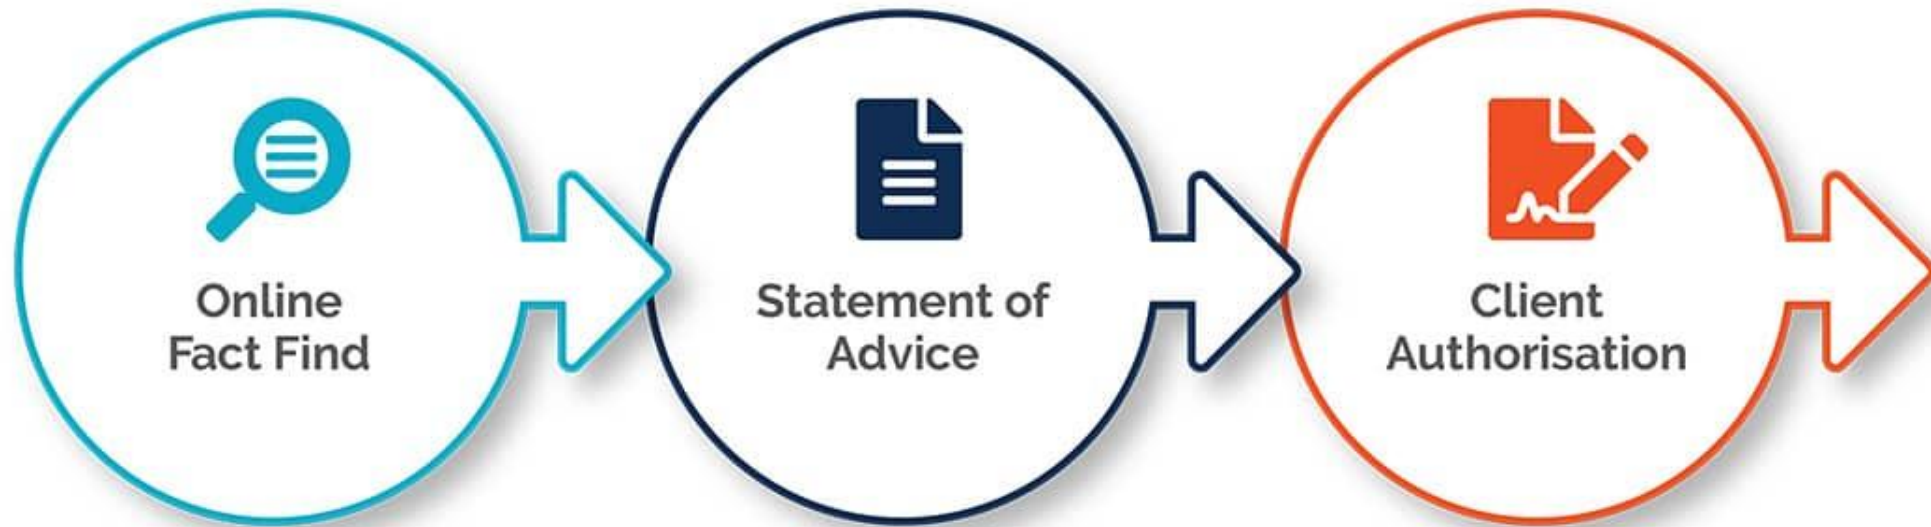 Online
Fact Find
Statement of
Advice
Client
Authorisation